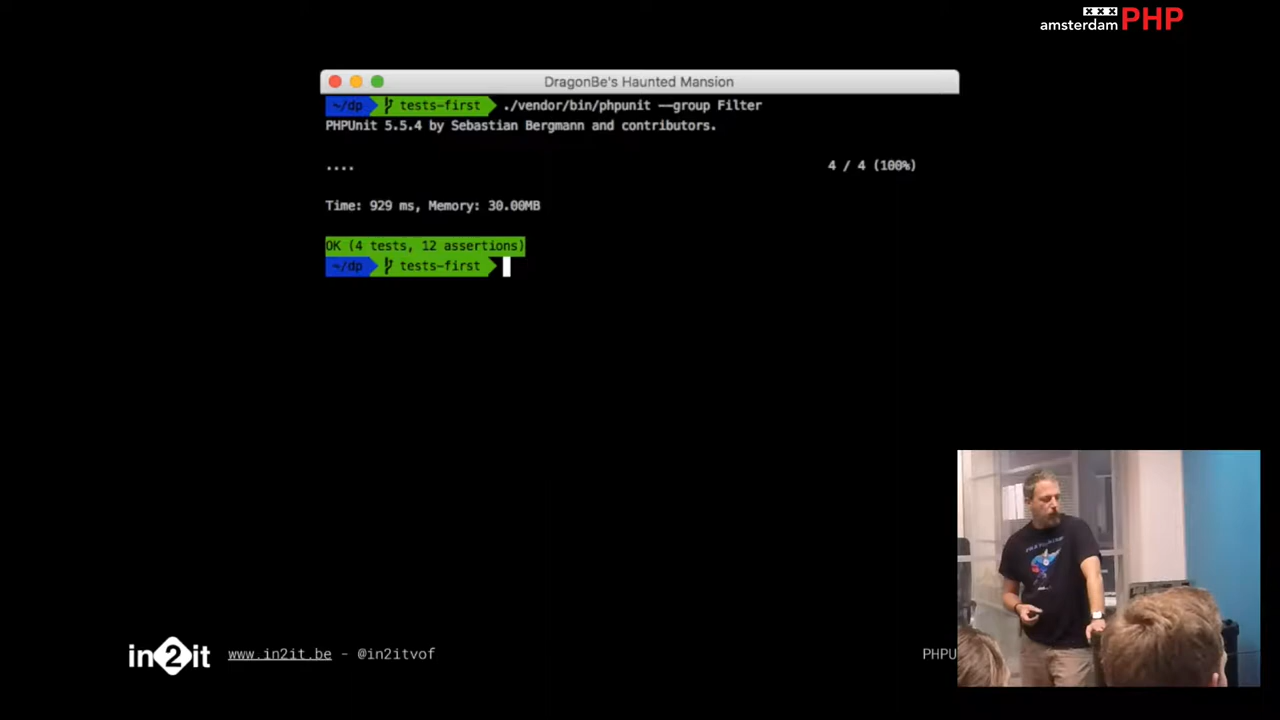 xxx
amsterdamPHP
DragonBe's Haunted Mansion
~/dp tests-first ./vendor/bin/phpunit --group Filter
PHPUnit 5.5.4 by Sebastian Bergmann and contributors.
.... 4 / 4 (100%)
Time: 929 ms, Memory: 30.00MB
OK (4 tests, 12 assertions)
~/dp tests-first
in2it www.in2it.be - @in2itvof PHPU